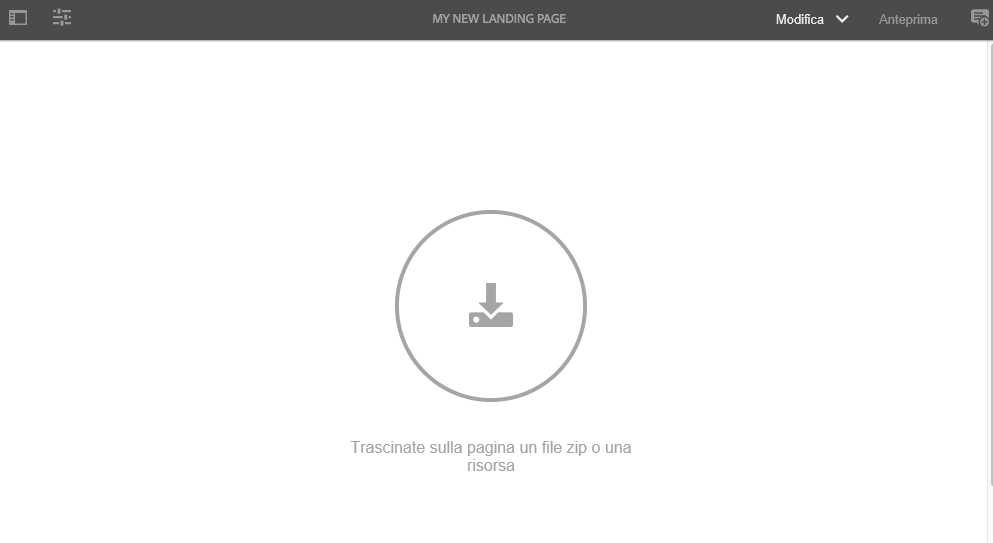 MY NEW LANDING PAGE
Modifica
Anteprima
Trascinate sulla pagina un file zip o una
risorsa